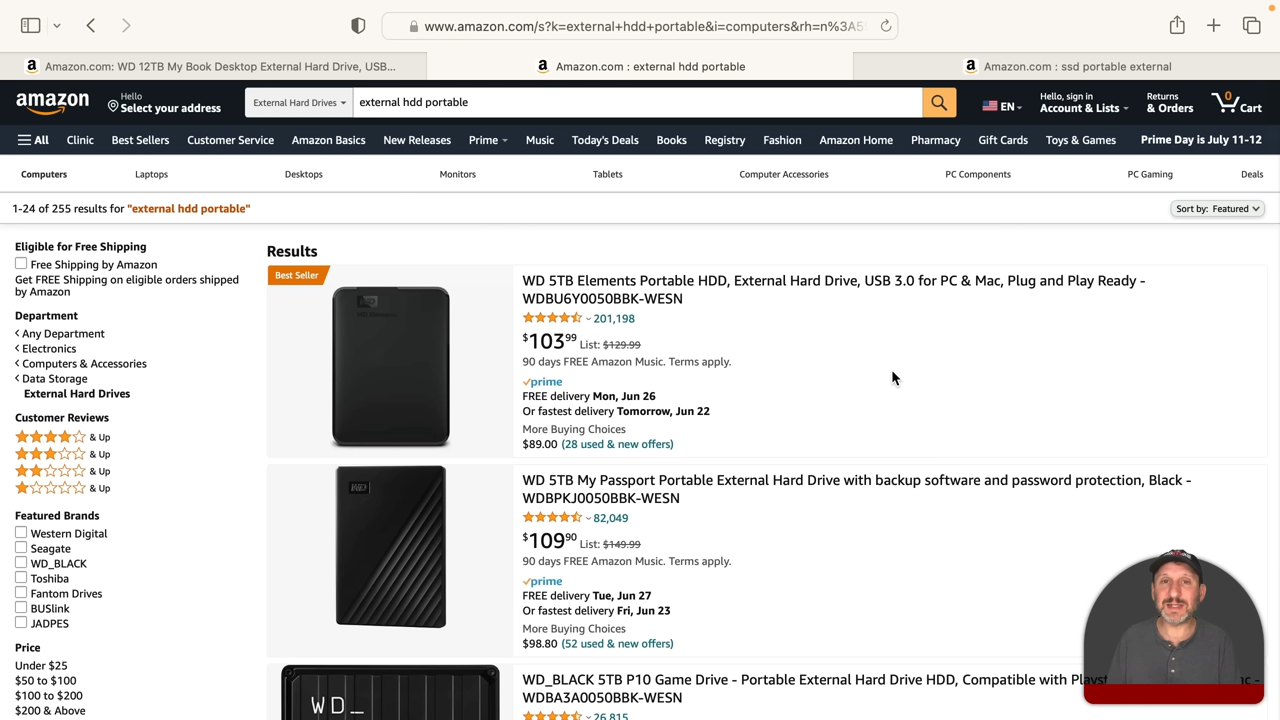 www.amazon.com/s?k=external+hdd+portable&i=computers&rh=n%3A5
Amazon.com: WD 12TB My Book Desktop External Hard Drive, USB...
Amazon.com : external hdd portable
Amazon.com : ssd portable external
amazon
Hello
Select your address
External Hard Drives
external hdd portable
EN
Hello, sign in
Account & Lists
Returns
& Orders
0
Cart
All
Clinic
Best Sellers
Customer Service
Amazon Basics
New Releases
Prime
Music
Today's Deals
Books
Registry
Fashion
Amazon Home
Pharmacy
Gift Cards
Toys & Games
Prime Day is July 11-12
Computers
Laptops
Desktops
Monitors
Tablets
Computer Accessories
PC Components
PC Gaming
Deals
1-24 of 255 results for "external hdd portable"
Sort by: Featured
Eligible for Free Shipping
Free Shipping by Amazon
Get FREE Shipping on eligible orders shipped
by Amazon
Department
Any Department
Electronics
Computers & Accessories
Data Storage
External Hard Drives
Customer Reviews
& Up
& Up
& Up
& Up
Featured Brands
Western Digital
Seagate
WD_BLACK
Toshiba
Fantom Drives
BUSlink
JADPES
Price
Under $25
$50 to $100
$100 to $200
$200 & Above
Results
Best Seller
WD
WD 5TB Elements Portable HDD, External Hard Drive, USB 3.0 for PC & Mac, Plug and Play Ready -
WDBU6Y0050BBK-WESN
201,198
$103.99 List: $129.99
90 days FREE Amazon Music. Terms apply.
prime
FREE delivery Mon, Jun 26
Or fastest delivery Tomorrow, Jun 22
More Buying Choices
$89.00 (28 used & new offers)
WD
WD 5TB My Passport Portable External Hard Drive with backup software and password protection, Black -
WDBPKJ0050BBK-WESN
82,049
$109.90 List: $149.99
90 days FREE Amazon Music. Terms apply.
prime
FREE delivery Tue, Jun 27
Or fastest delivery Fri, Jun 23
More Buying Choices
$98.80 (52 used & new offers)
WD_
WD_BLACK 5TB P10 Game Drive - Portable External Hard Drive HDD, Compatible with
WDBA3A0050BBK-WESN
26,815